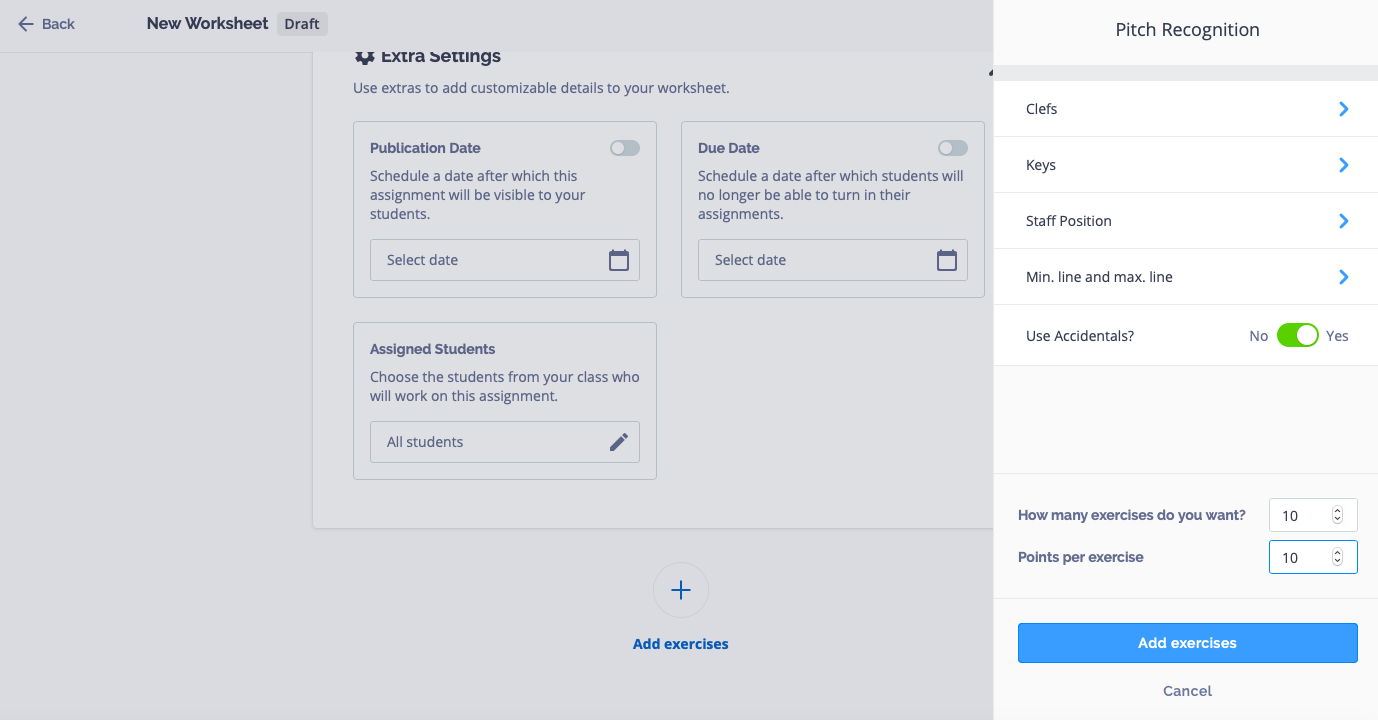 Back
New Worksheet
Draft
Extra Settings
Use extras to add customizable details to your worksheet.
Publication Date
Schedule a date after which this
assignment will be visible to your
students.
Select date
Due Date
Schedule a date after which students will
no longer be able to turn in their
assignments.
Select date
Assigned Students
Choose the students from your class who
will work on this assignment.
All students
Add exercises
Pitch Recognition
Clefs
Keys
Staff Position
Min. line and max. line
Use Accidentals?
No
Yes
How many exercises do you want?
10
Points per exercise
10
Add exercises
Cancel